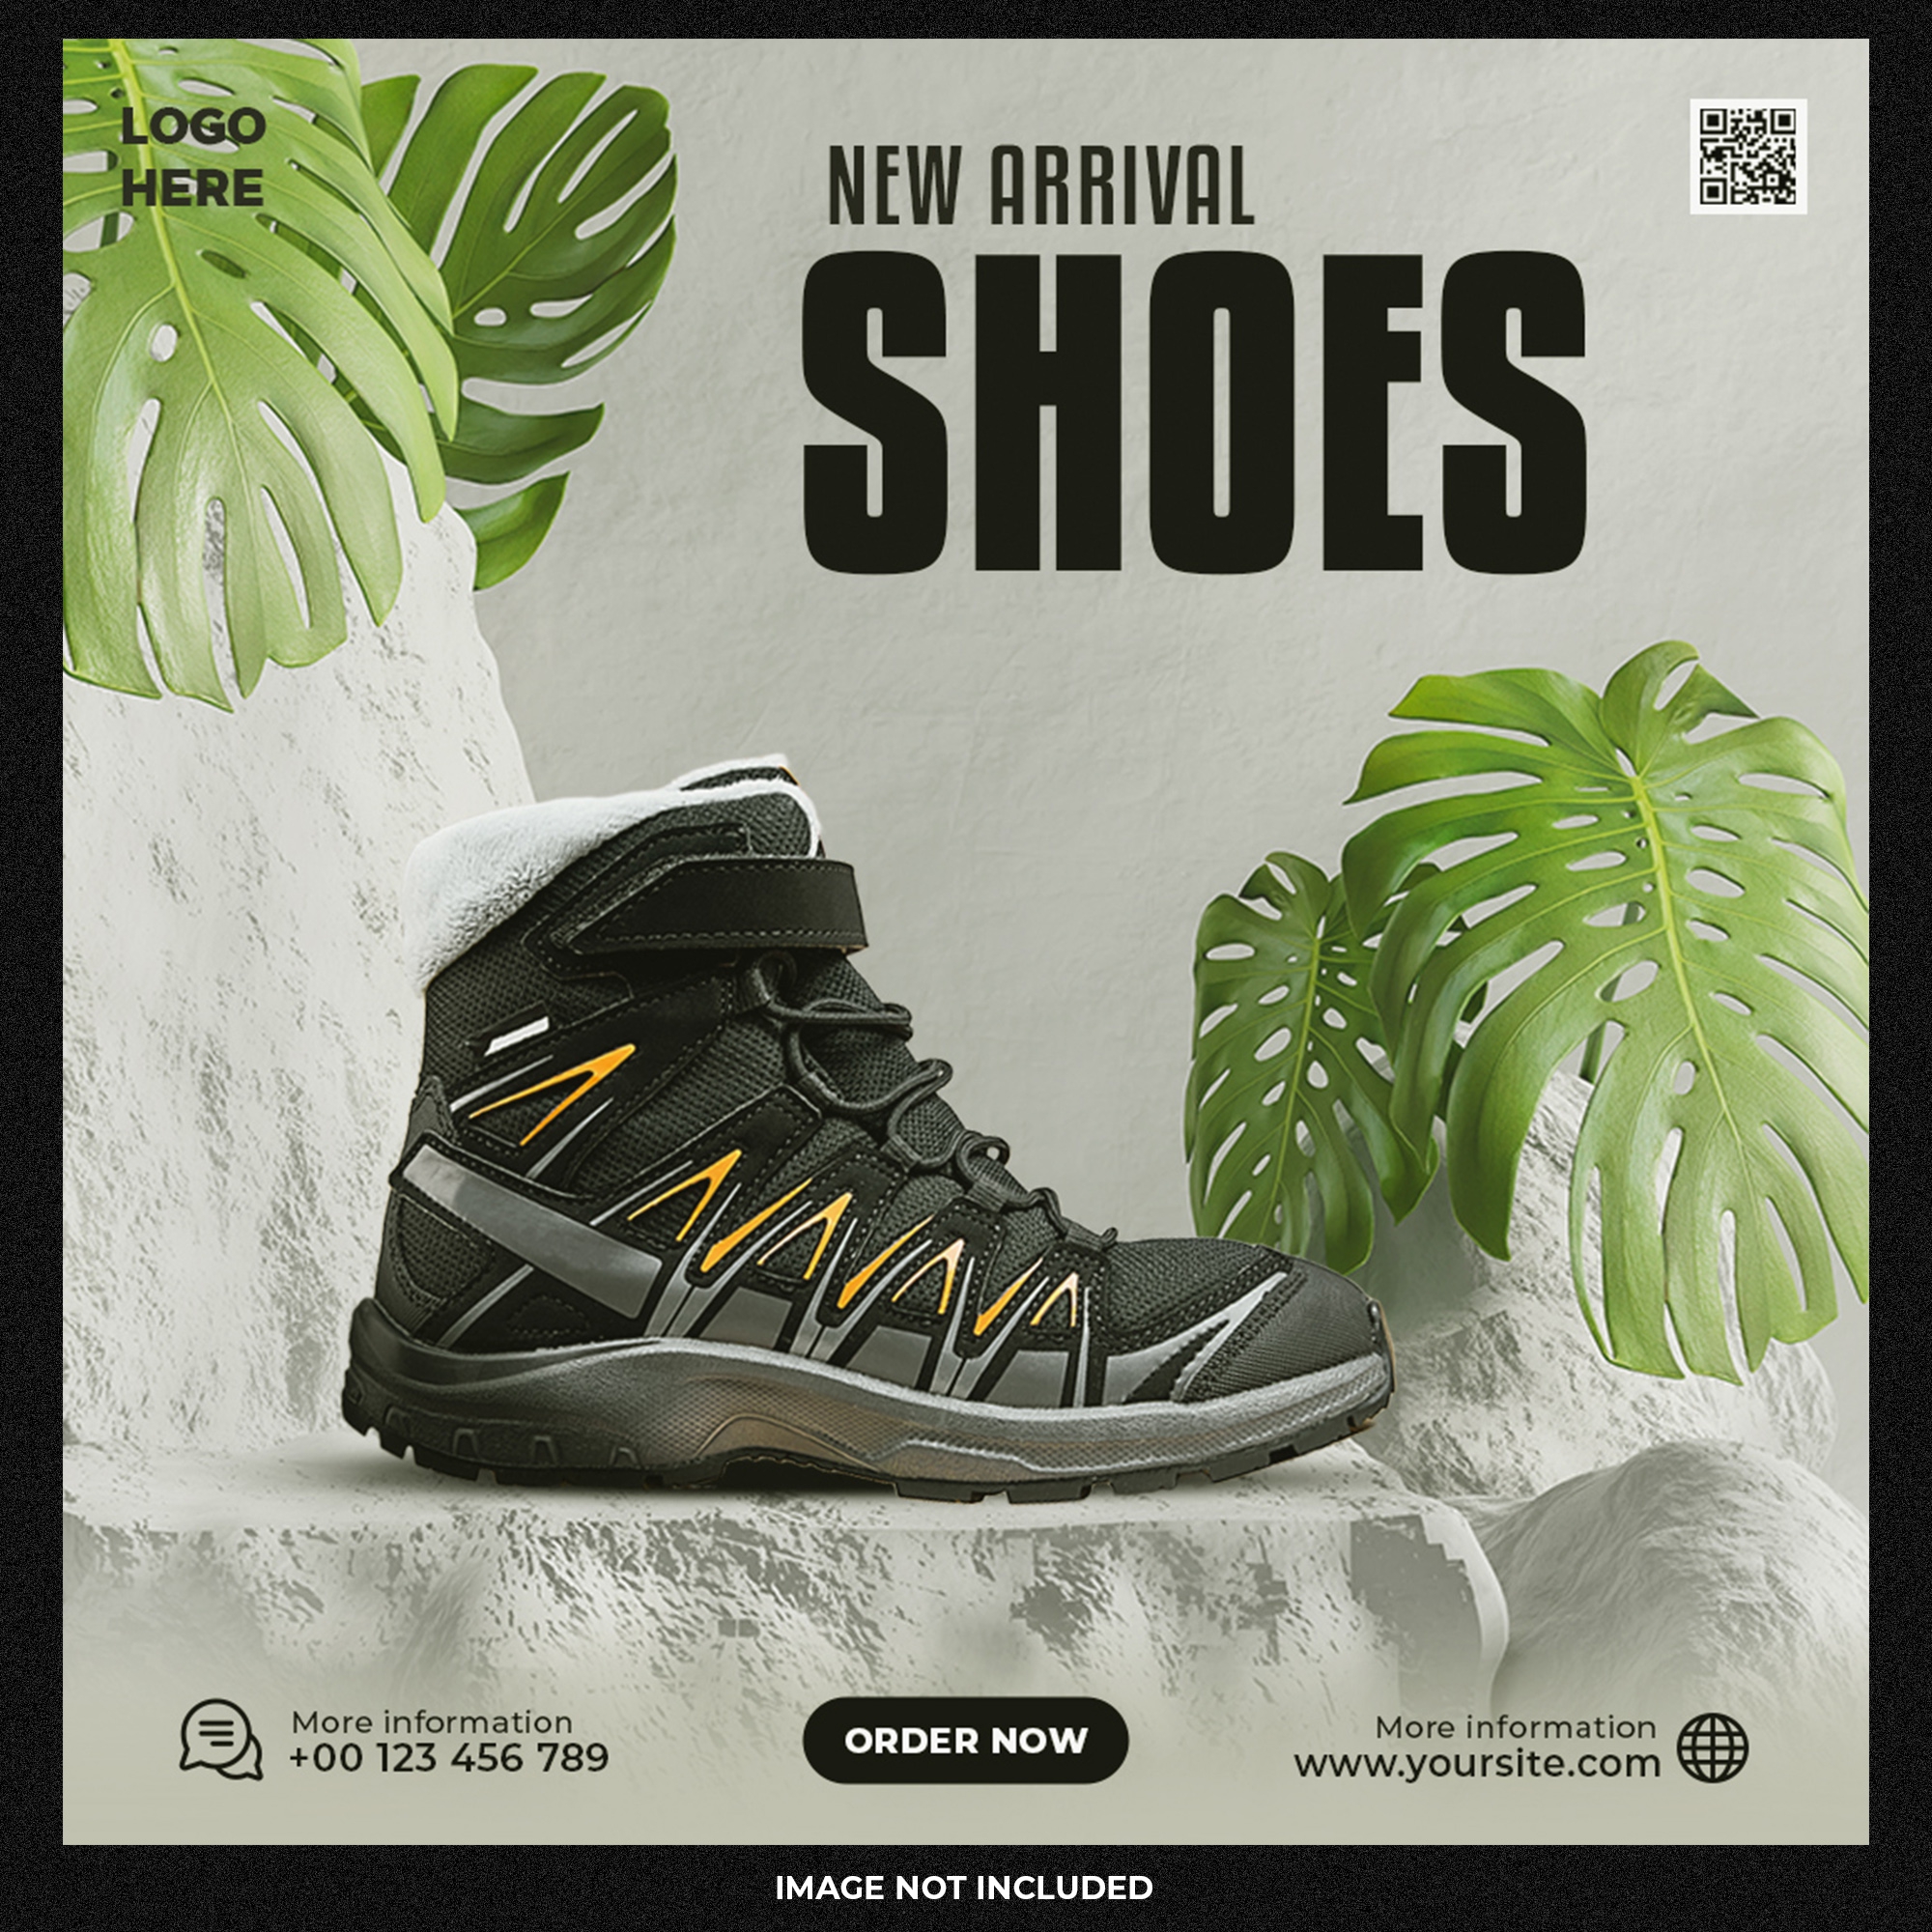 LOGO
HERE
NEW ARRIVAL
SHOES
More information
+00 123 456 789
ORDER NOW
More information
www.yoursite.com
IMAGE NOT INCLUDED